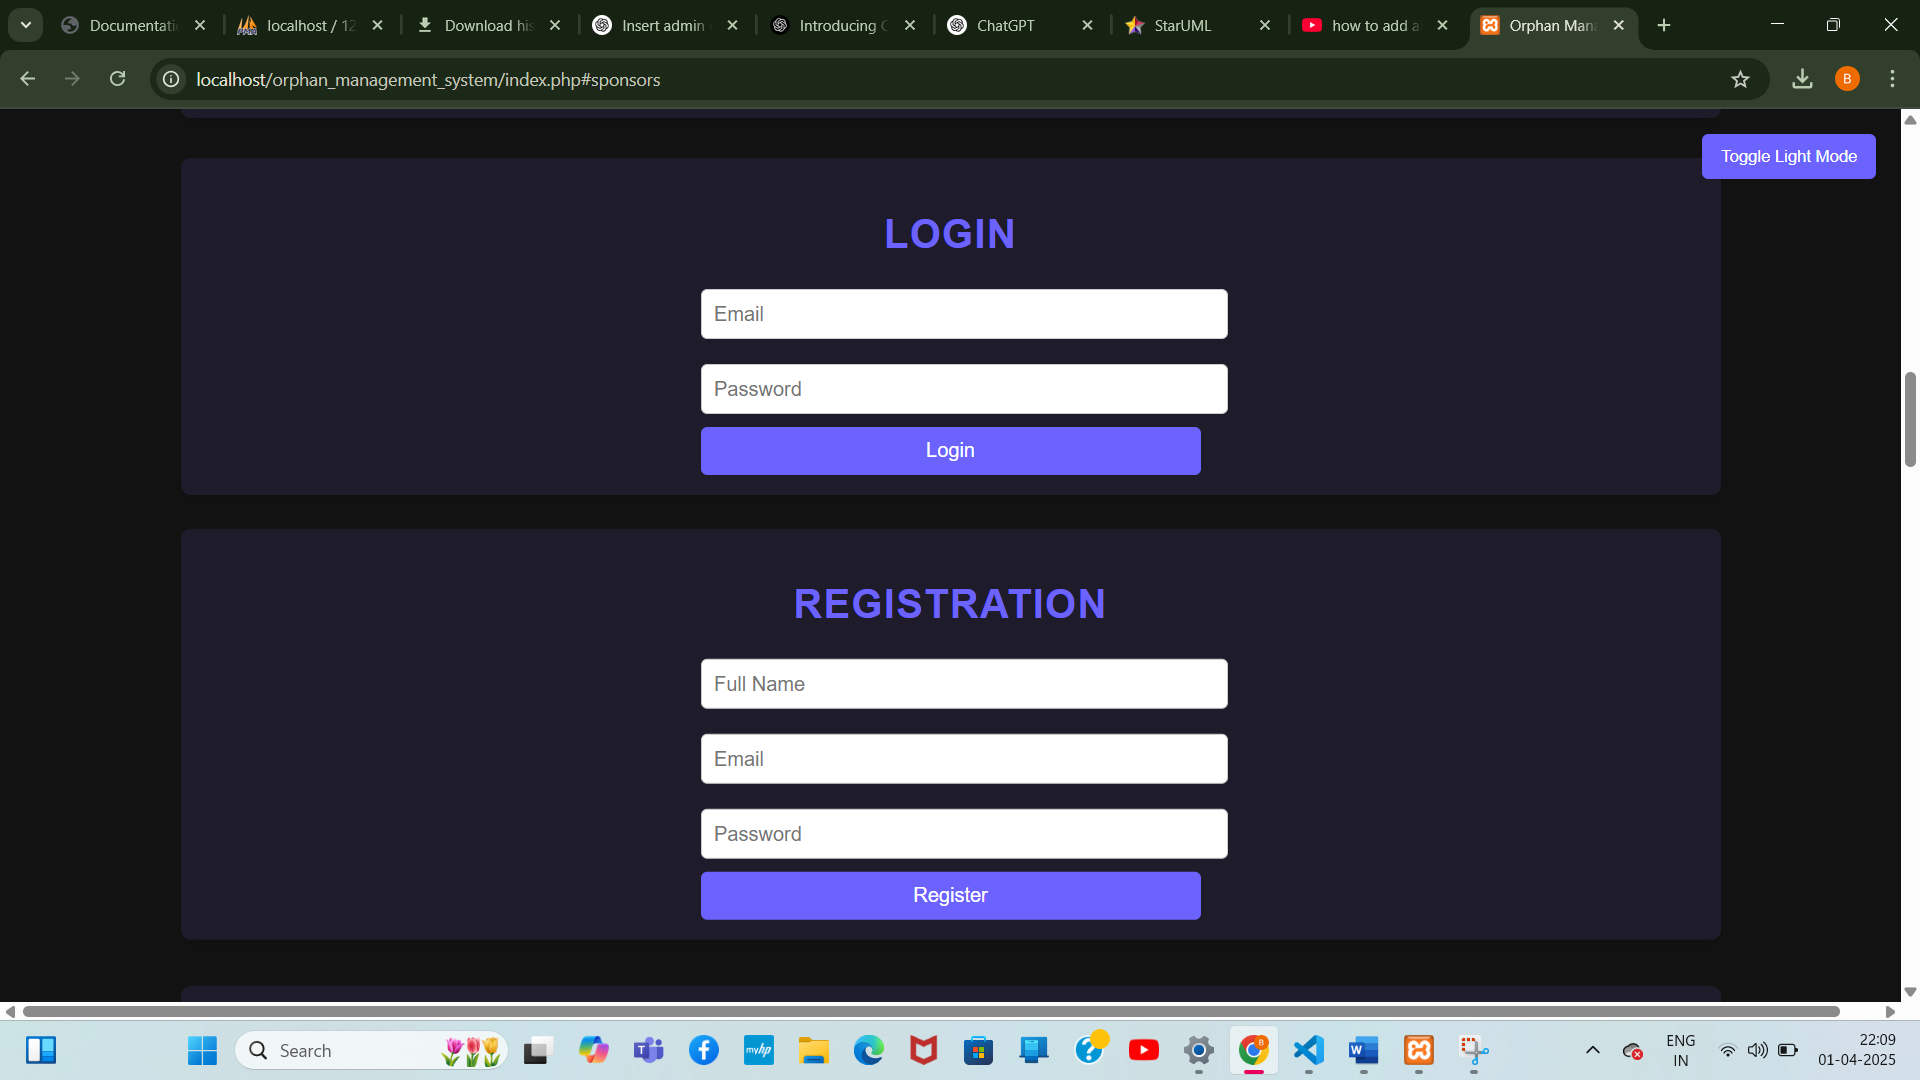 Documentati
localhost / 12
Download his
Insert admin
Introducing C
ChatGPT
StarUML
how to add a
Orphan Mana
localhost/orphan_management_system/index.php#sponsors
B
Toggle Light Mode
LOGIN
Email
Password
Login
REGISTRATION
Full Name
Email
Password
Register
Search
myhp
ENG
IN
22:09
01-04-2025